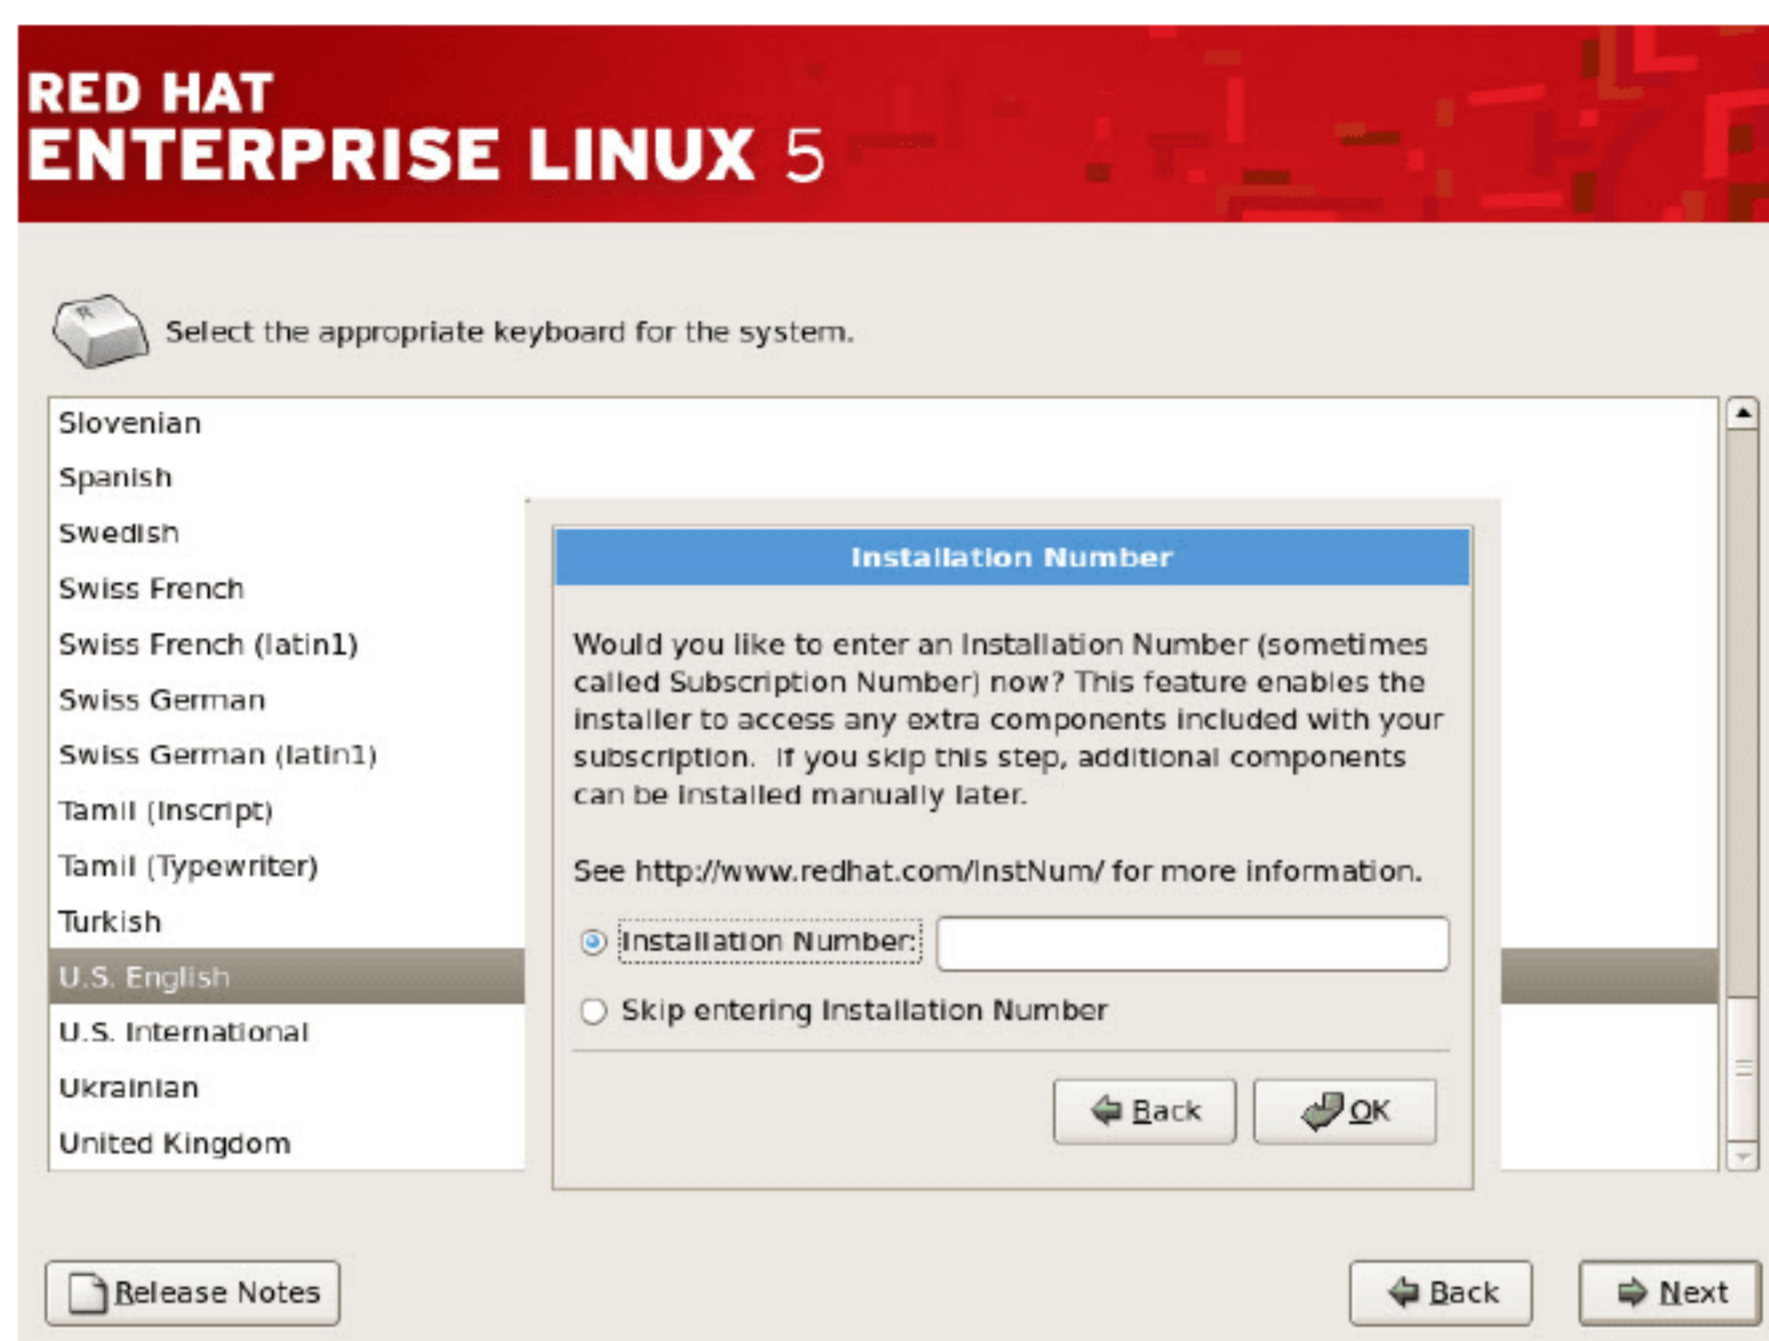 RED HAT
ENTERPRISE LINUX 5
Select the appropriate keyboard for the system.
Slovenian
Spanish
Swedish
Swiss French
Swiss French (latin1)
Swiss German
Swiss German (latin1)
Tamil (Inscript)
Tamil (Typewriter)
Turkish
U.S. English
U.S. International
Ukrainian
United Kingdom
Installation Number
Would you like to enter an Installation Number (sometimes
called Subscription Number) now? This feature enables the
installer to access any extra components included with your
subscription.  If you skip this step, additional components
can be installed manually later.
See http://www.redhat.com/InstNum/ for more information.
Installation Number:
Skip entering Installation Number
Back
OK
Release Notes
Back
Next